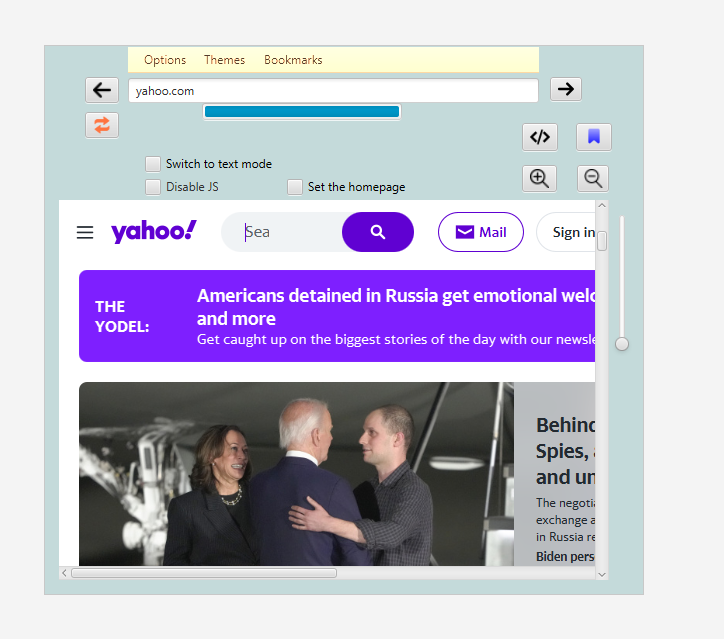 Options Themes Bookmarks
yahoo.com
</>
Switch to text mode
Disable JS Set the homepage
yahoo! Sea Mail Sign in
THE
YODEL:
Americans detained in Russia get emotional welc
and more
Get caught up on the biggest stories of the day with our newsle
Behind
Spies, a
and un
The negotia
exchange a
in Russia re
Biden pers